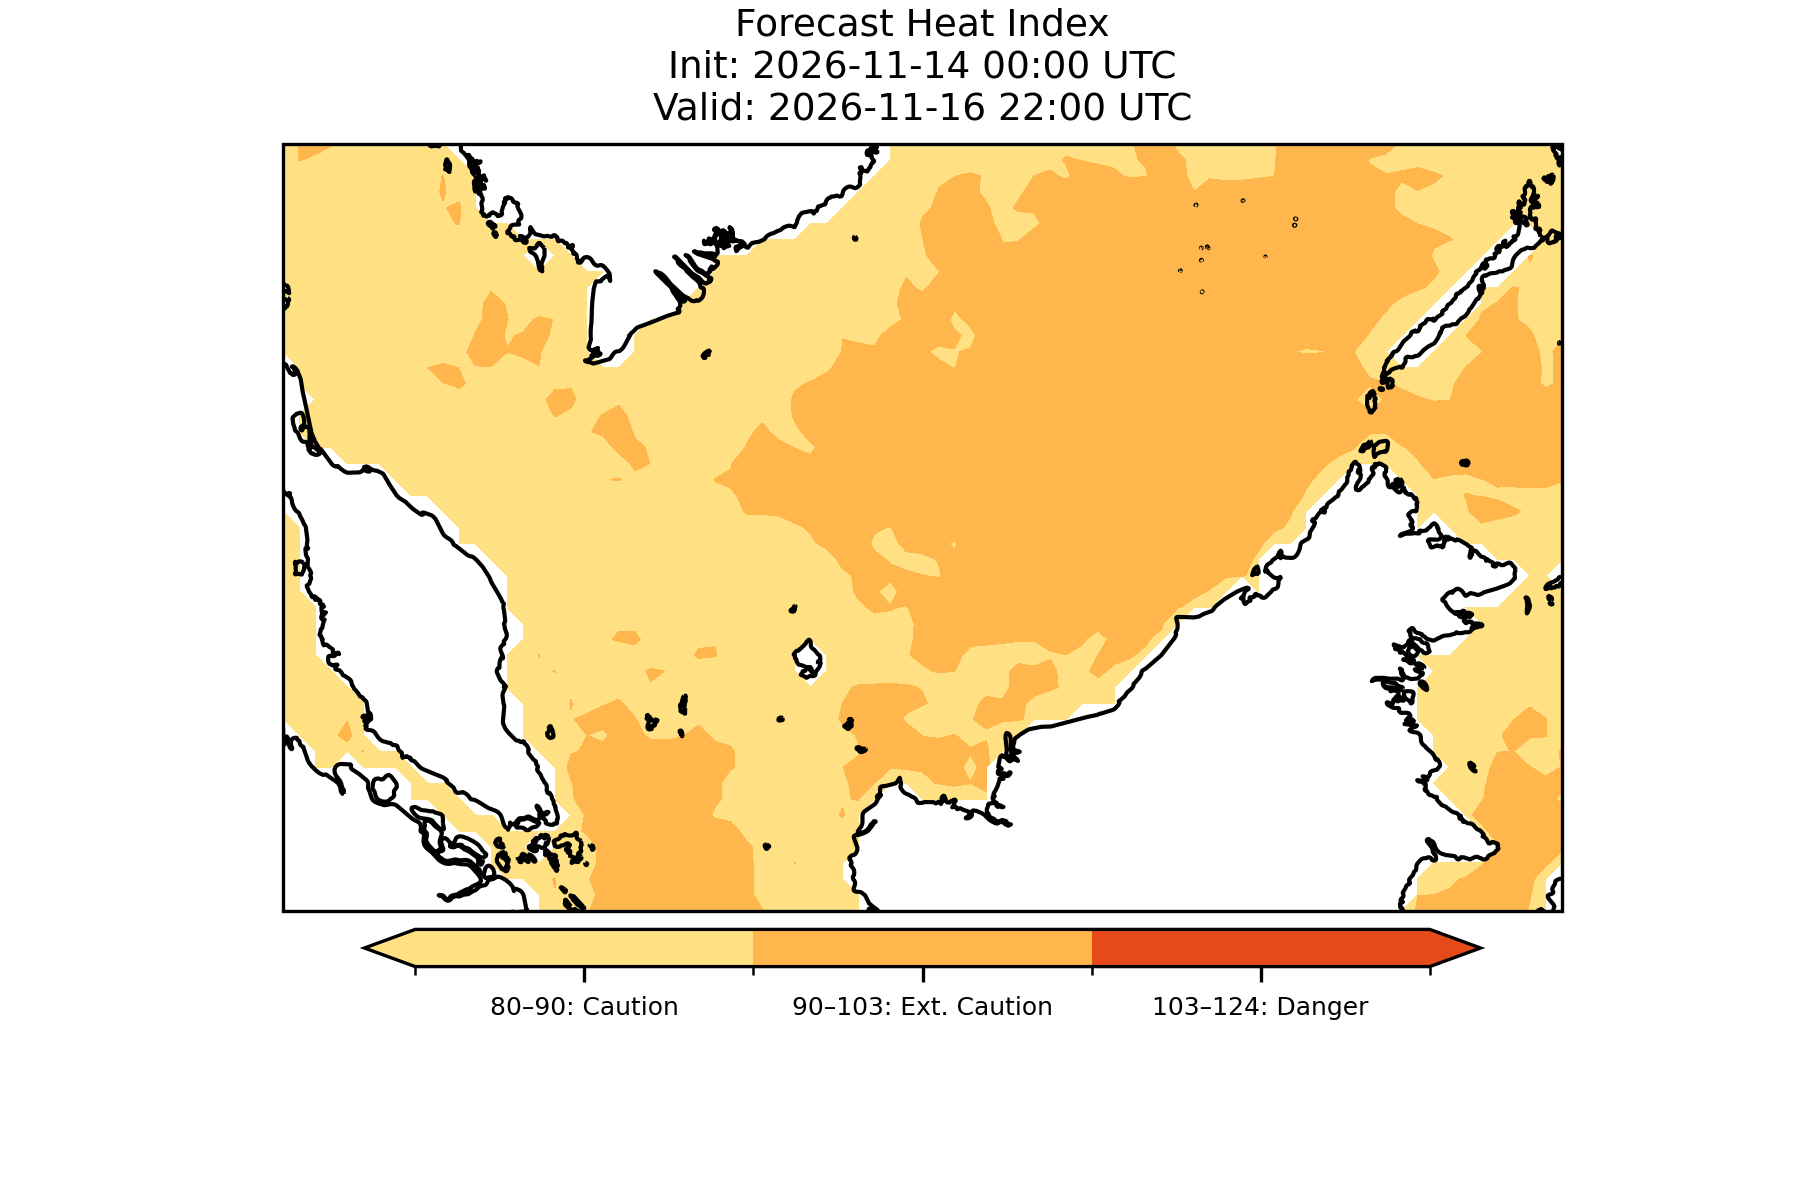 Forecast Heat Index
Init: 2026-11-14 00:00 UTC
Valid: 2026-11-16 22:00 UTC
80–90: Caution
90–103: Ext. Caution
103–124: Danger